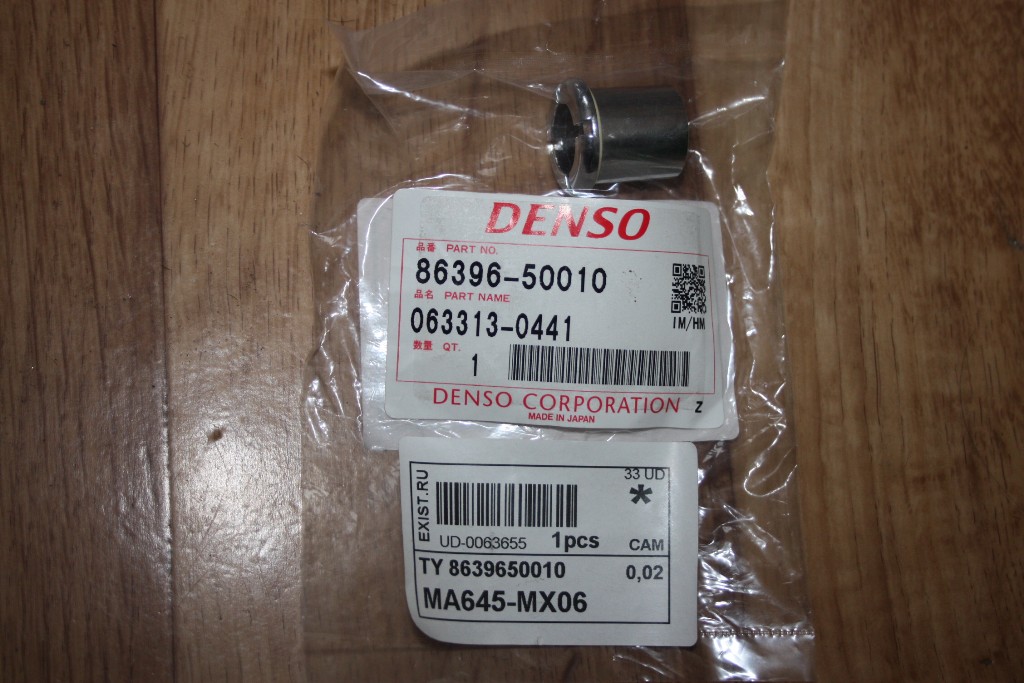 DENSO
品番 PART NO.
86396-50010
品名 PART NAME
063313-0441
IM/HM
数量 QT.
1
DENSO CORPORATION Z
MADE IN JAPAN
EXIST.RU
33 UD
*
UD-0063655 1pcs CAM
TY 8639650010 0,02
MA645-MX06